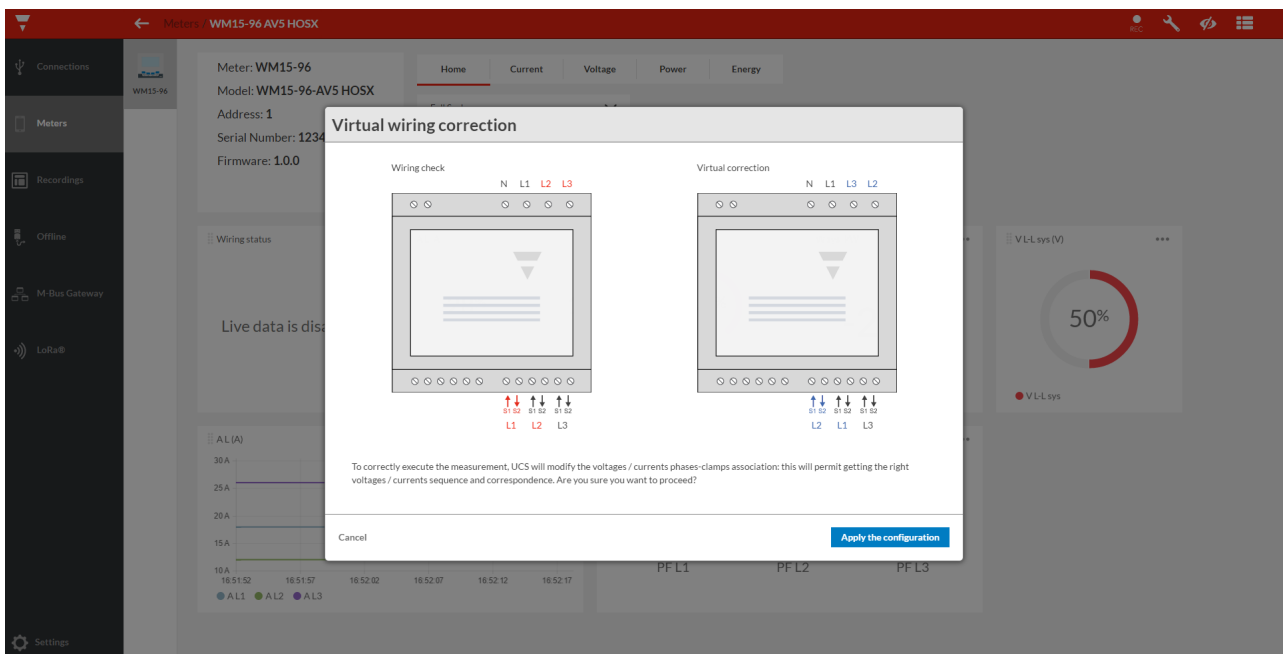 Meters / WM15-96 AV5 HOSX
REC
Connections
Meters
Recordings
Offline
M-Bus Gateway
LoRa®
Settings
WM15-96
Meter: WM15-96
Model: WM15-96-AV5 HOSX
Address: 1
Serial Number: 1234
Firmware: 1.0.0
Home Current Voltage Power Energy
Virtual wiring correction
Wiring check
N L1 L2 L3
S1 S2 S1 S2 S1 S2
L1 L2 L3
Virtual correction
N L1 L3 L2
S1 S2 S1 S2 S1 S2
L2 L1 L3
To correctly execute the measurement, UCS will modify the voltages / currents phases-clamps association: this will permit getting the right
voltages / currents sequence and correspondence. Are you sure you want to proceed?
Cancel
Apply the configuration
Wiring status
Live data is disa
V L-L sys (V)
50%
V L-L sys
A L (A)
30 A
25 A
20 A
15 A
10 A
16:51:52 16:51:57 16:52:02 16:52:07 16:52:12 16:52:17
A L1 A L2 A L3
PF L1 PF L2 PF L3